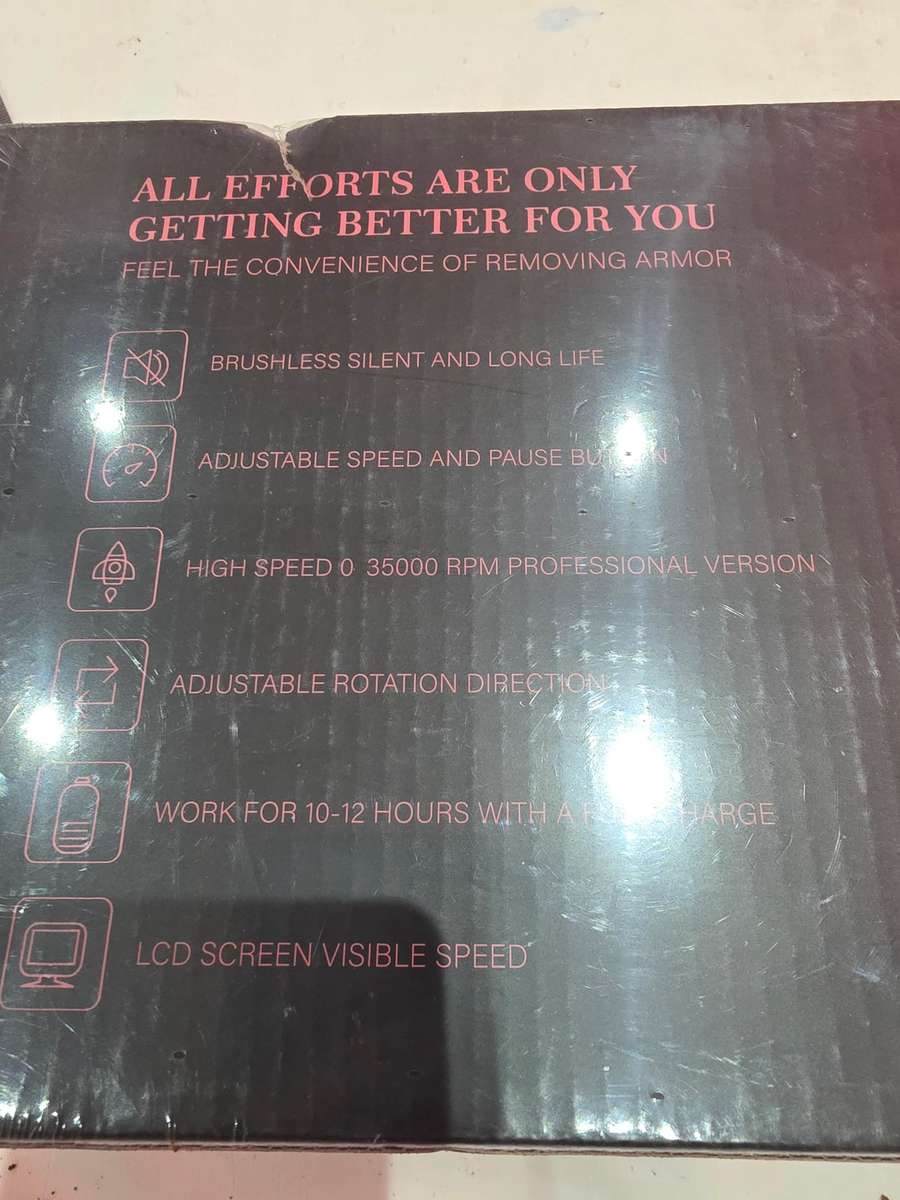 ALL EFFORTS ARE ONLY
GETTING BETTER FOR YOU
FEEL THE CONVENIENCE OF REMOVING ARMOR
BRUSHLESS SILENT AND LONG LIFE
ADJUSTABLE SPEED AND PAUSE
HIGH SPEED 0 35000 RPM PROFESSIONAL VERSION
ADJUSTABLE ROTATION DIRECTION
WORK FOR 10-12 HOURS WITH A
LCD SCREEN VISIBLE SPEED